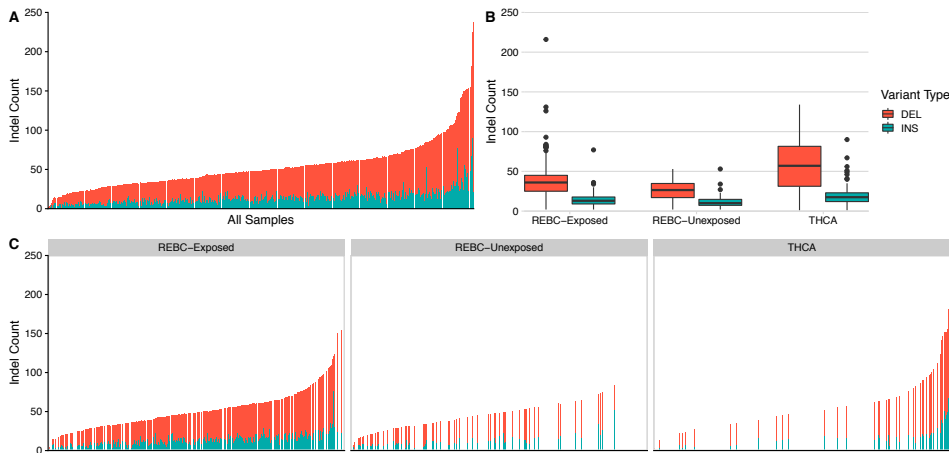 A
Indel Count
250
200
150
100
50
0
All Samples
B
Indel Count
250
200
150
100
50
0
REBC−Exposed
REBC−Unexposed
THCA
Variant Type
DEL
INS
C
REBC−Exposed
REBC−Unexposed
THCA
Indel Count
250
200
150
100
50
0